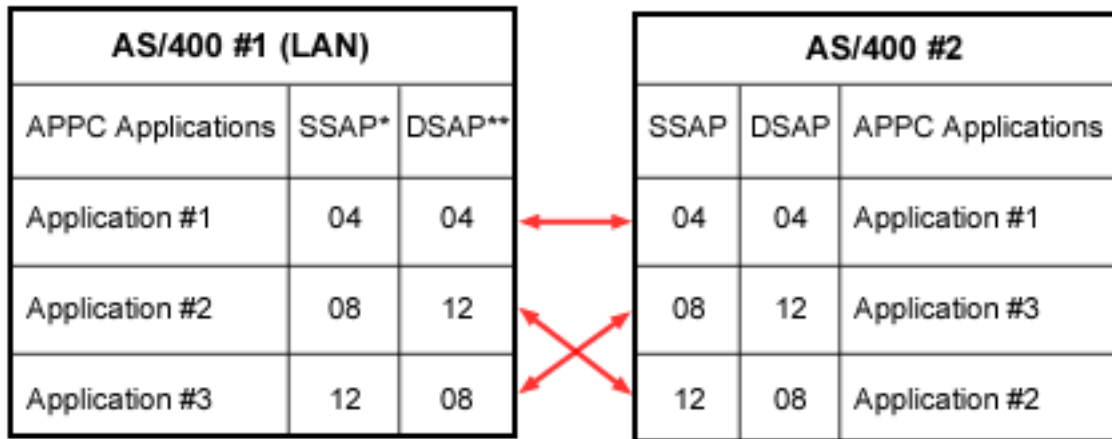 AS/400 #1 (LAN)
APPC Applications SSAP* DSAP**
Application #1 04 04
Application #2 08 12
Application #3 12 08
AS/400 #2
SSAP DSAP APPC Applications
04 04 Application #1
08 12 Application #3
12 08 Application #2